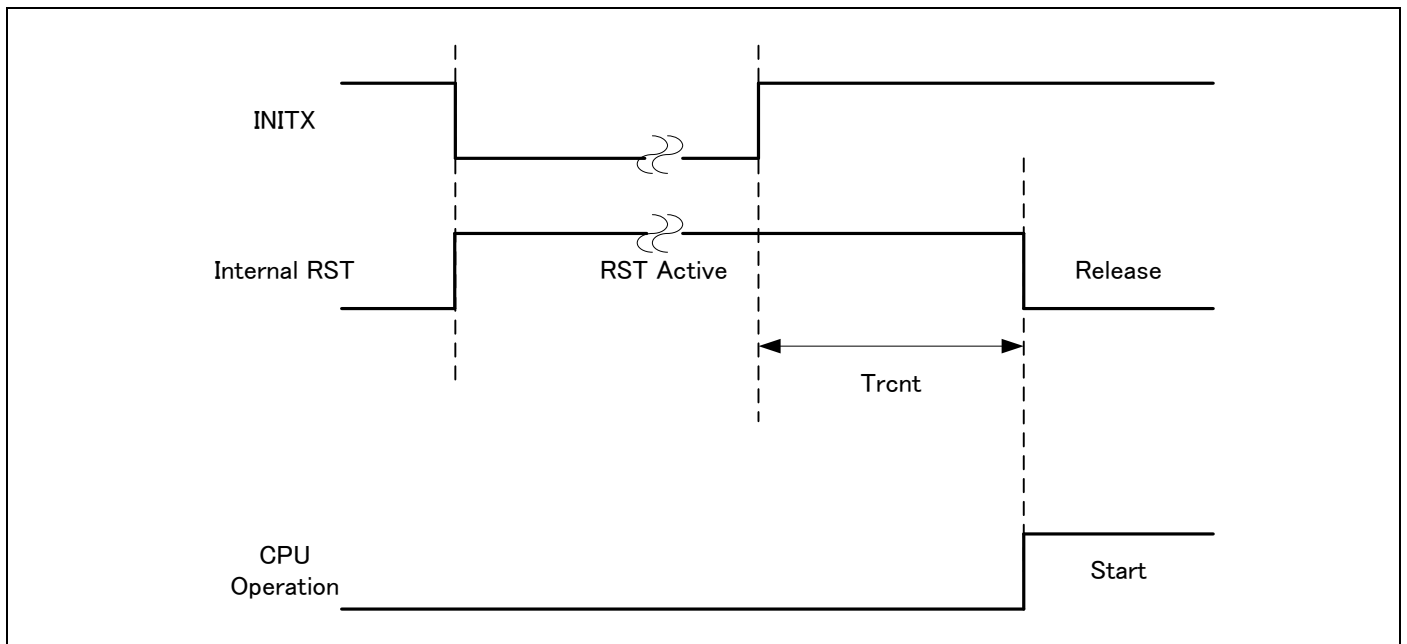 INITX
Internal RST
RST Active
Release
Trcnt
CPU
Operation
Start